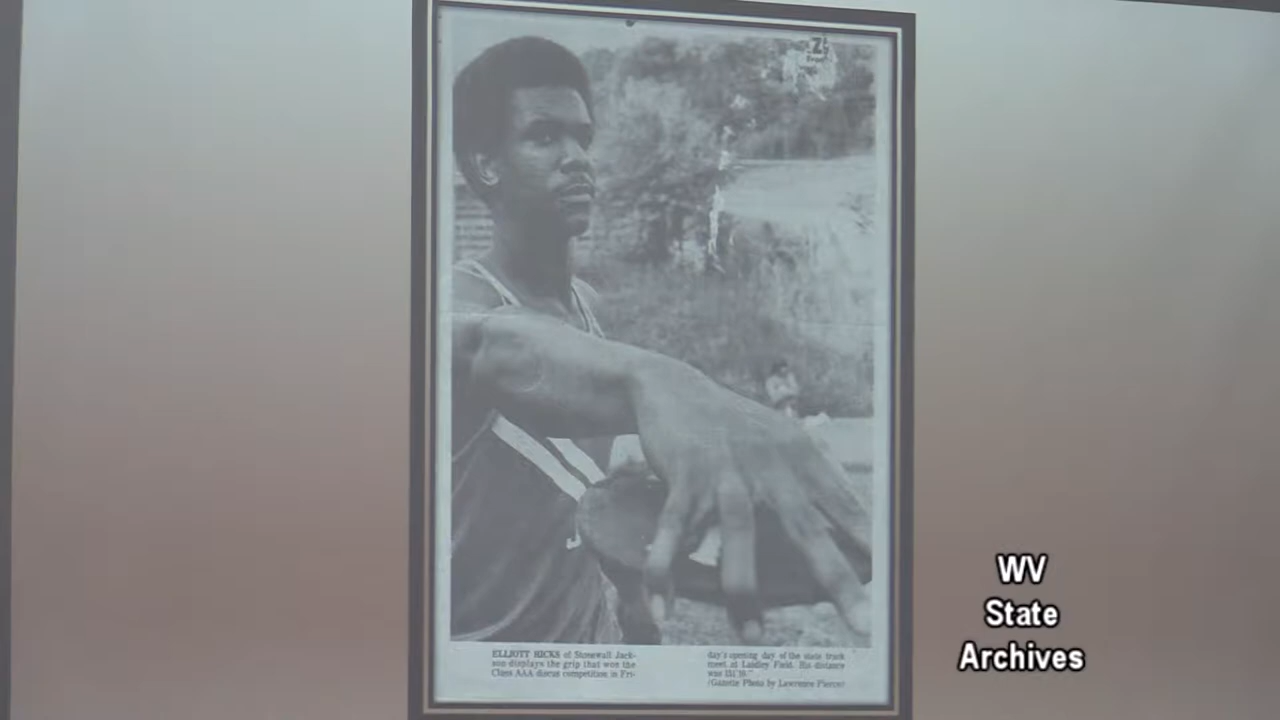 ELLIOTT HICKS of Stonewall Jack-
son displays the grip that won the
Class AAA discus competition in Fri-
day's opening day of the state track
meet at Laidley Field. His distance
was
(Gazette Photo by Lawrence Pierce)
WV
State
Archives